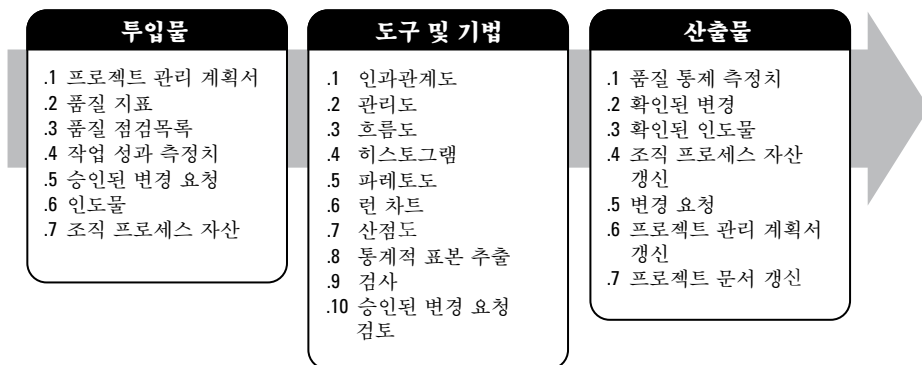 투입물
.1 프로젝트 관리 계획서
.2 품질 지표
.3 품질 점검목록
.4 작업 성과 측정치
.5 승인된 변경 요청
.6 인도물
.7 조직 프로세스 자산
도구 및 기법
.1 인과관계도
.2 관리도
.3 흐름도
.4 히스토그램
.5 파레토도
.6 런 차트
.7 산점도
.8 통계적 표본 추출
.9 검사
.10 승인된 변경 요청
검토
산출물
.1 품질 통제 측정치
.2 확인된 변경
.3 확인된 인도물
.4 조직 프로세스 자산
갱신
.5 변경 요청
.6 프로젝트 관리 계획서
갱신
.7 프로젝트 문서 갱신